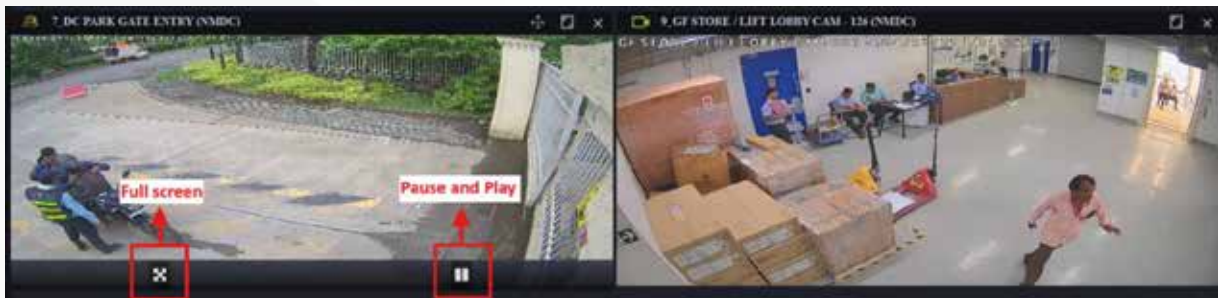 7_DC PARK GATE ENTRY (NMDC)
9_GF STORE / LIFT LOBBY CAM - 126 (NMDC)
Full screen
Pause and Play